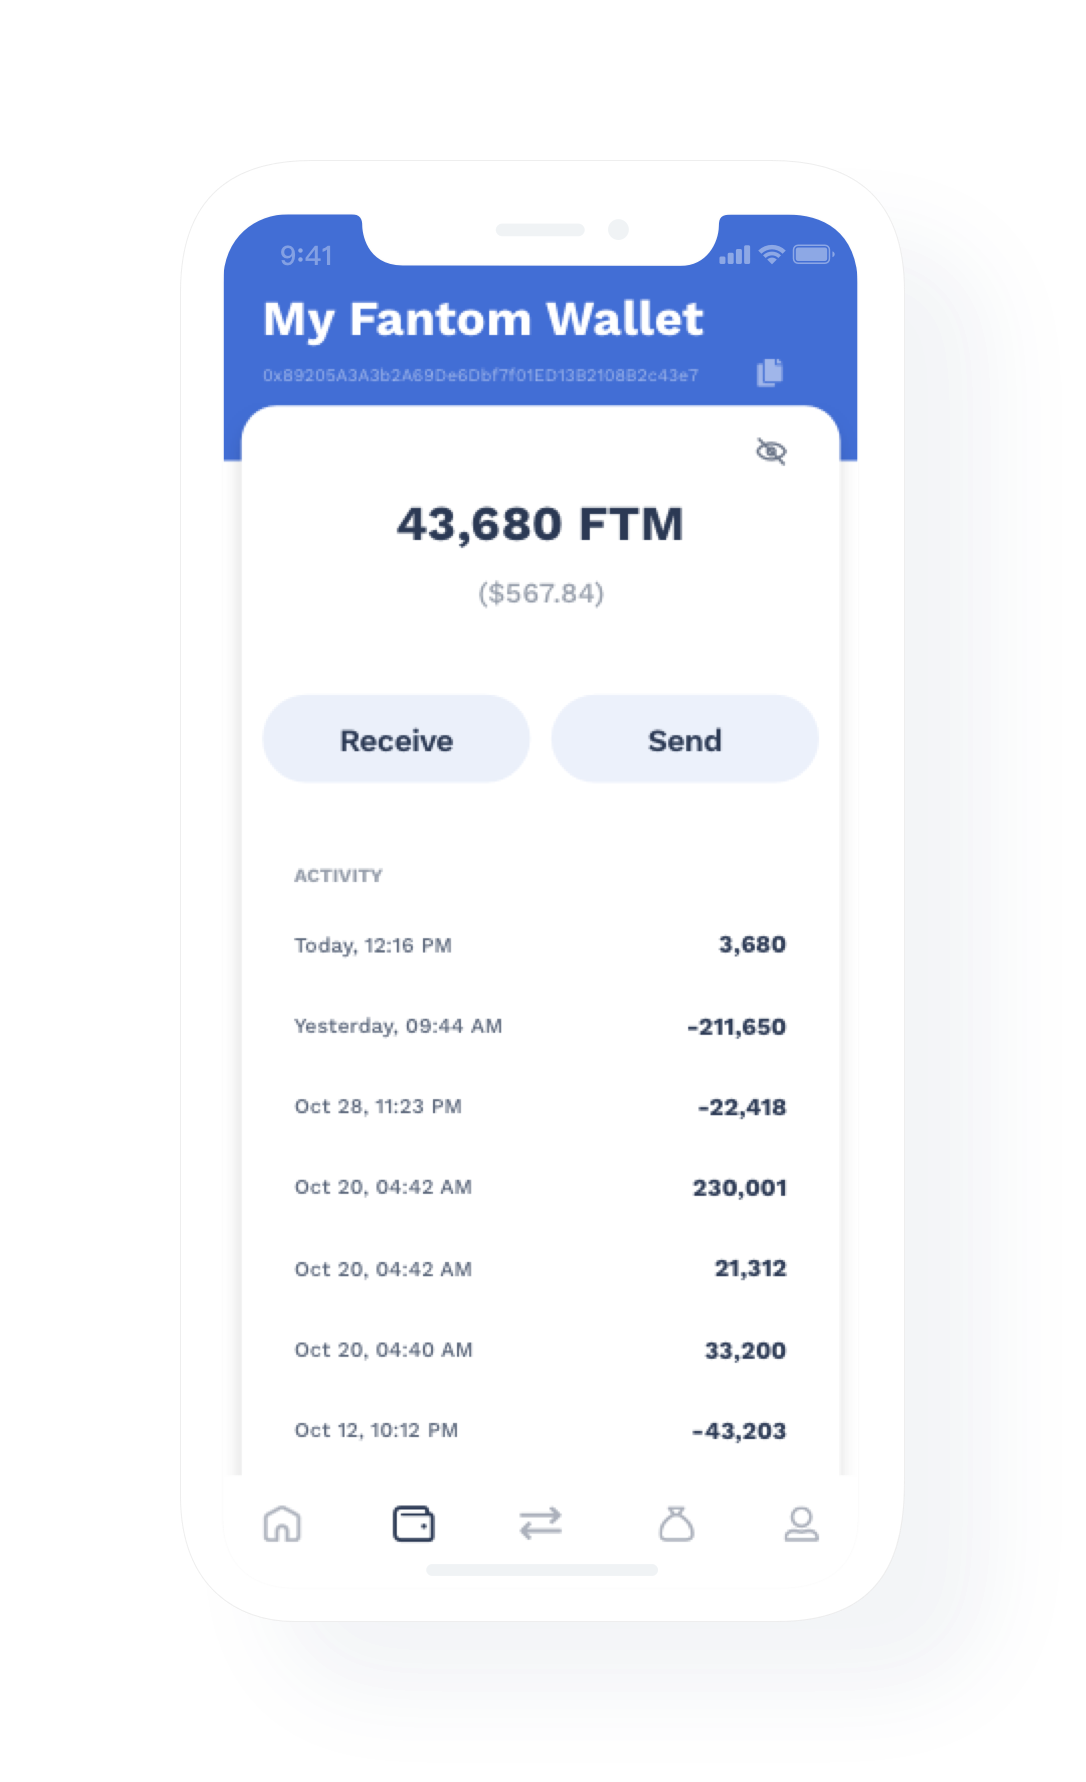 9:41
My Fantom Wallet
0x89205A3A3b2A69De6Dbf7f01ED13B2108B2c43e7
43,680 FTM
($567.84)
Receive Send
ACTIVITY
Today, 12:16 PM 3,680
Yesterday, 09:44 AM -211,650
Oct 28, 11:23 PM -22,418
Oct 20, 04:42 AM 230,001
Oct 20, 04:42 AM 21,312
Oct 20, 04:40 AM 33,200
Oct 12, 10:12 PM -43,203